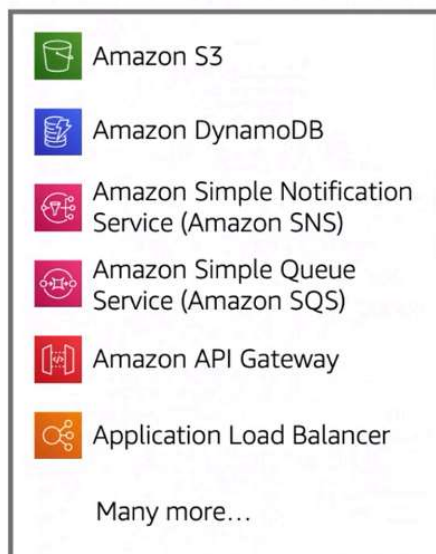 Amazon S3
Amazon DynamoDB
Amazon Simple Notification
Service (Amazon SNS)
Amazon Simple Queue
Service (Amazon SQS)
Amazon API Gateway
Application Load Balancer
Many more...